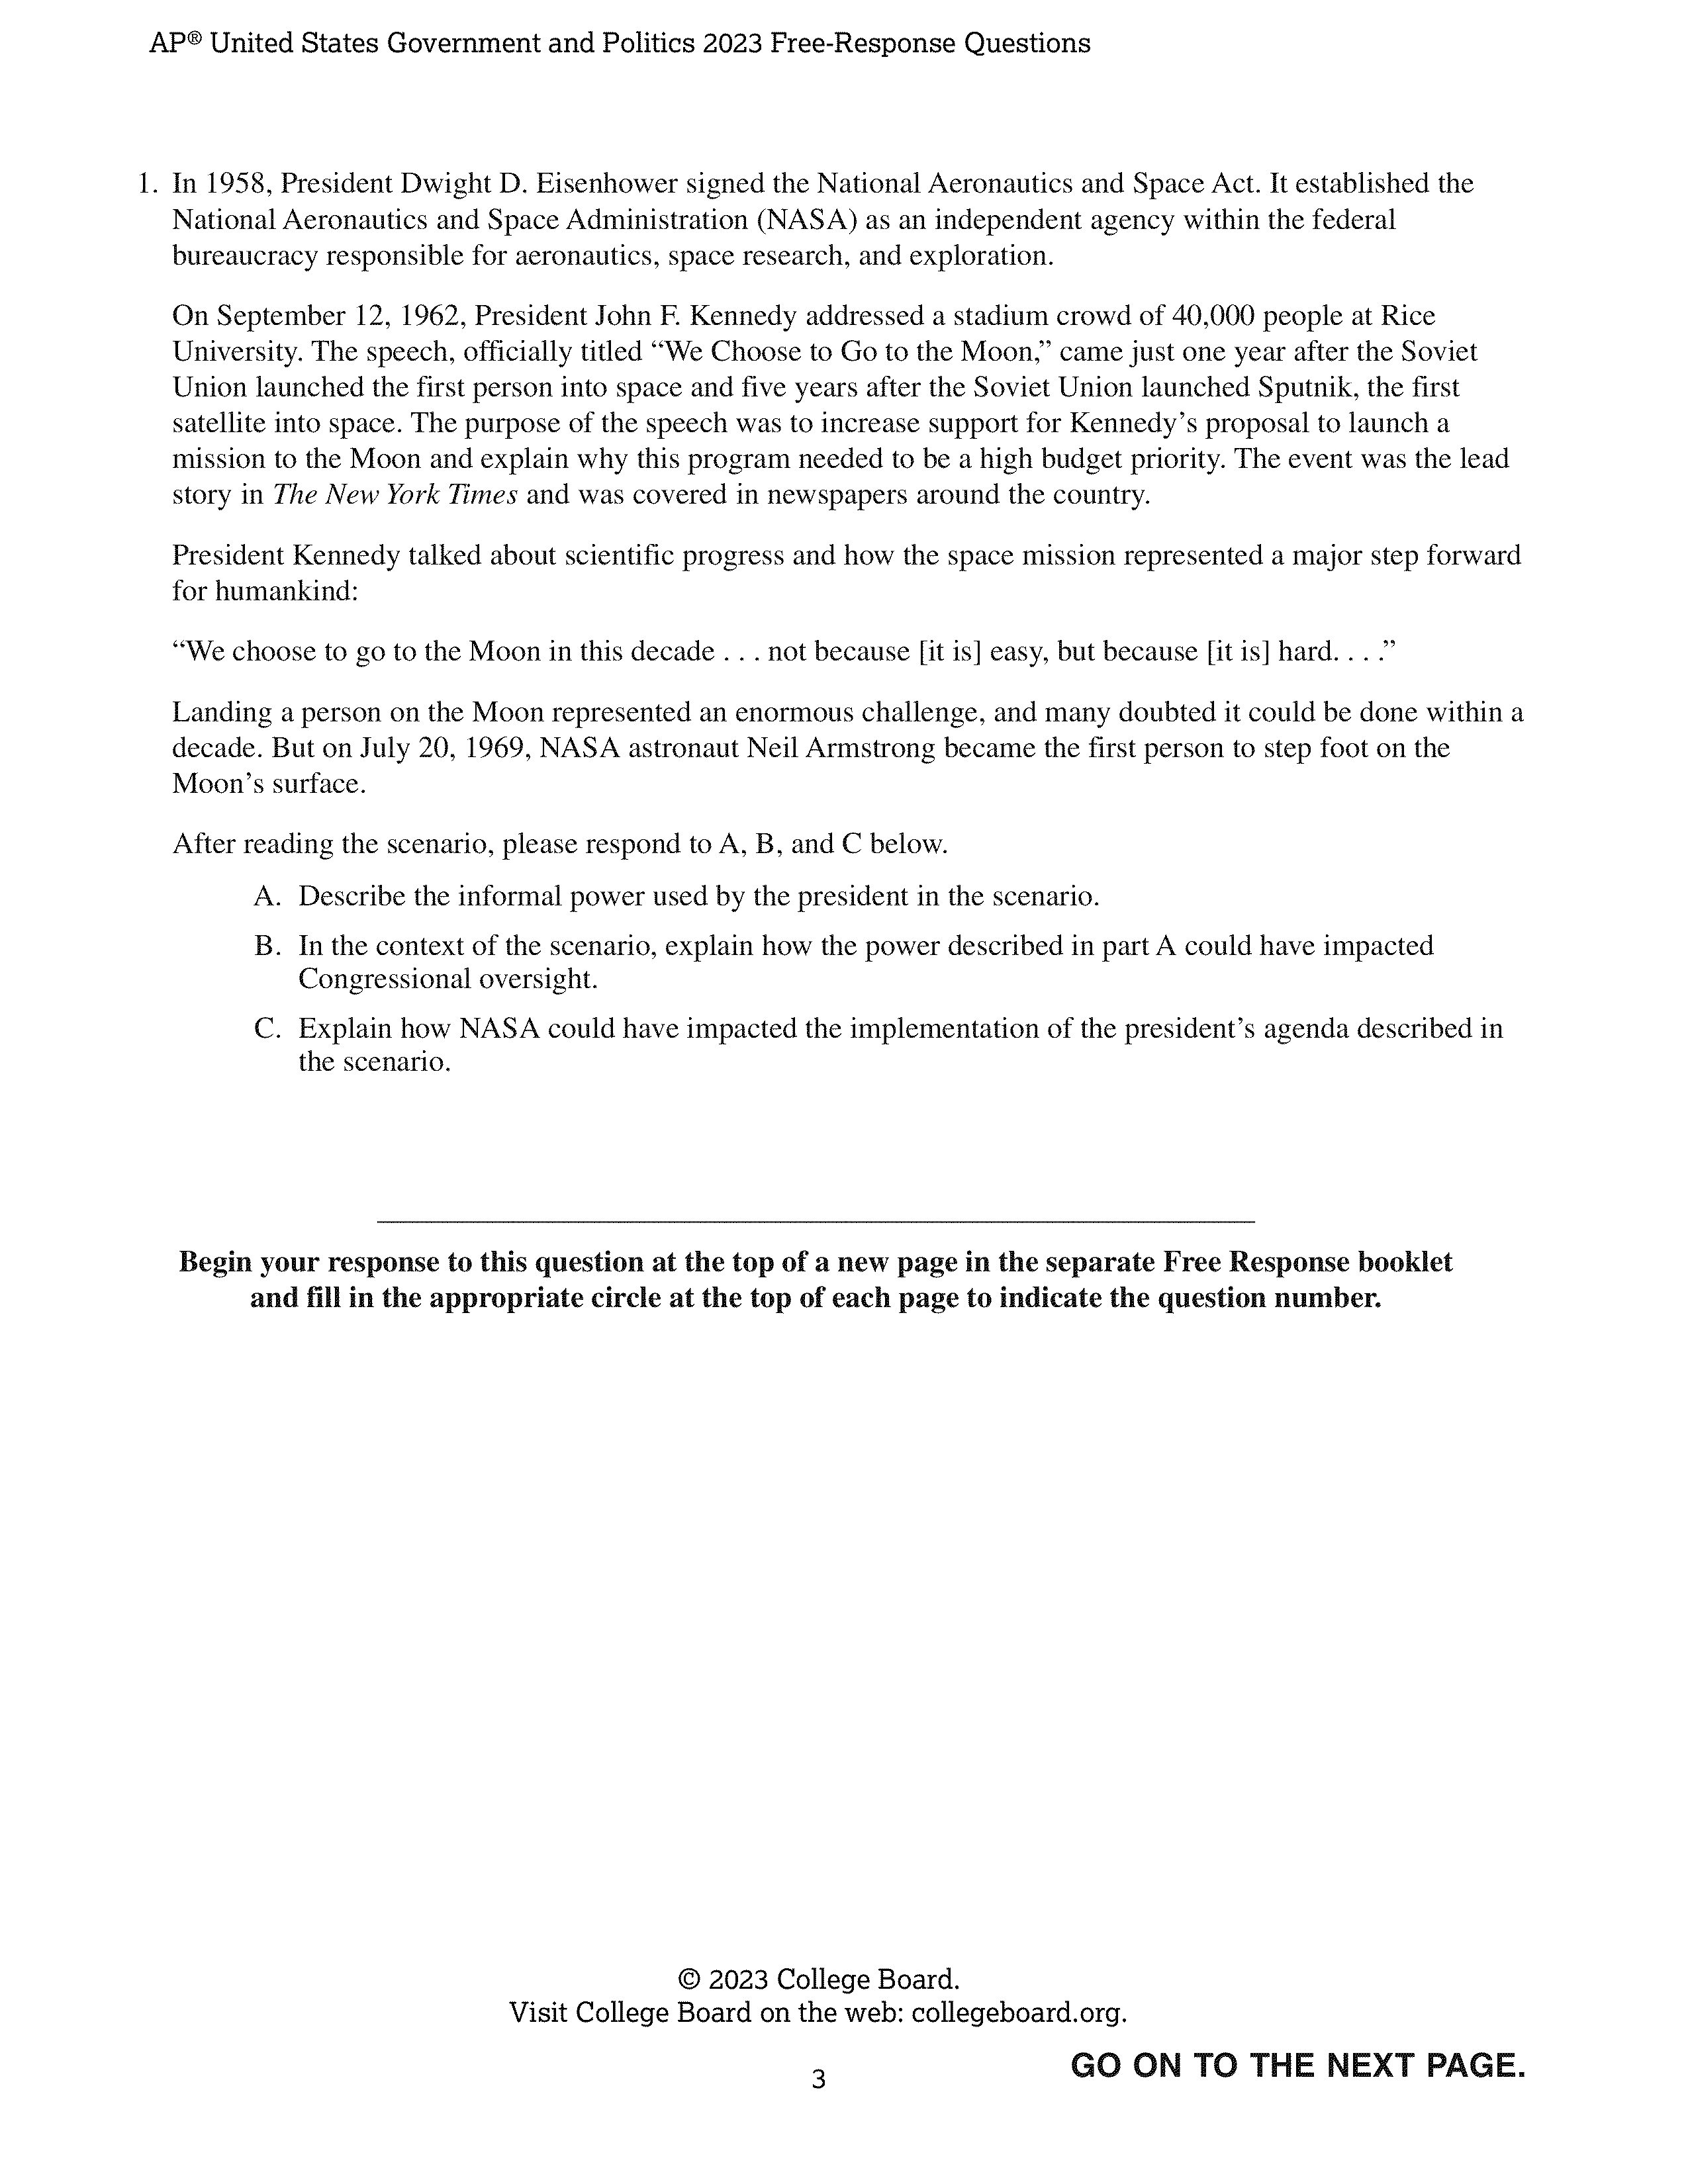 AP® United States Government and Politics 2023 Free-Response Questions
1. In 1958, President Dwight D. Eisenhower signed the National Aeronautics and Space Act. It established the
National Aeronautics and Space Administration (NASA) as an independent agency within the federal
bureaucracy responsible for aeronautics, space research, and exploration.
On September 12, 1962, President John F. Kennedy addressed a stadium crowd of 40,000 people at Rice
University. The speech, officially titled “We Choose to Go to the Moon,” came just one year after the Soviet
Union launched the first person into space and five years after the Soviet Union launched Sputnik, the first
satellite into space. The purpose of the speech was to increase support for Kennedy’s proposal to launch a
mission to the Moon and explain why this program needed to be a high budget priority. The event was the lead
story in The New York Times and was covered in newspapers around the country.
President Kennedy talked about scientific progress and how the space mission represented a major step forward
for humankind:
“We choose to go to the Moon in this decade . . . not because [it is] easy, but because [it is] hard. . . .”
Landing a person on the Moon represented an enormous challenge, and many doubted it could be done within a
decade. But on July 20, 1969, NASA astronaut Neil Armstrong became the first person to step foot on the
Moon’s surface.
After reading the scenario, please respond to A, B, and C below.
A. Describe the informal power used by the president in the scenario.
B. In the context of the scenario, explain how the power described in part A could have impacted
Congressional oversight.
C. Explain how NASA could have impacted the implementation of the president’s agenda described in
the scenario.
Begin your response to this question at the top of a new page in the separate Free Response booklet
and fill in the appropriate circle at the top of each page to indicate the question number.
© 2023 College Board.
Visit College Board on the web: collegeboard.org.
GO ON TO THE NEXT PAGE.
3